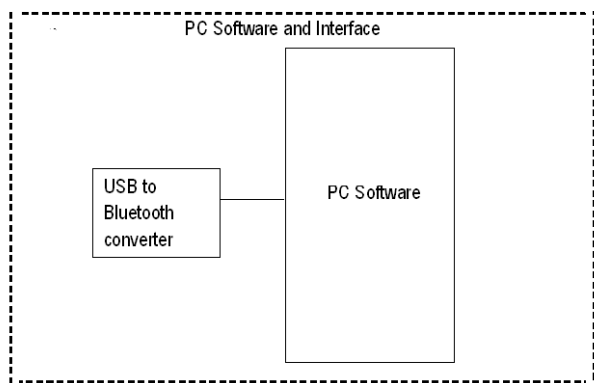 PC Software and Interface
USB to
Bluetooth
converter
PC Software